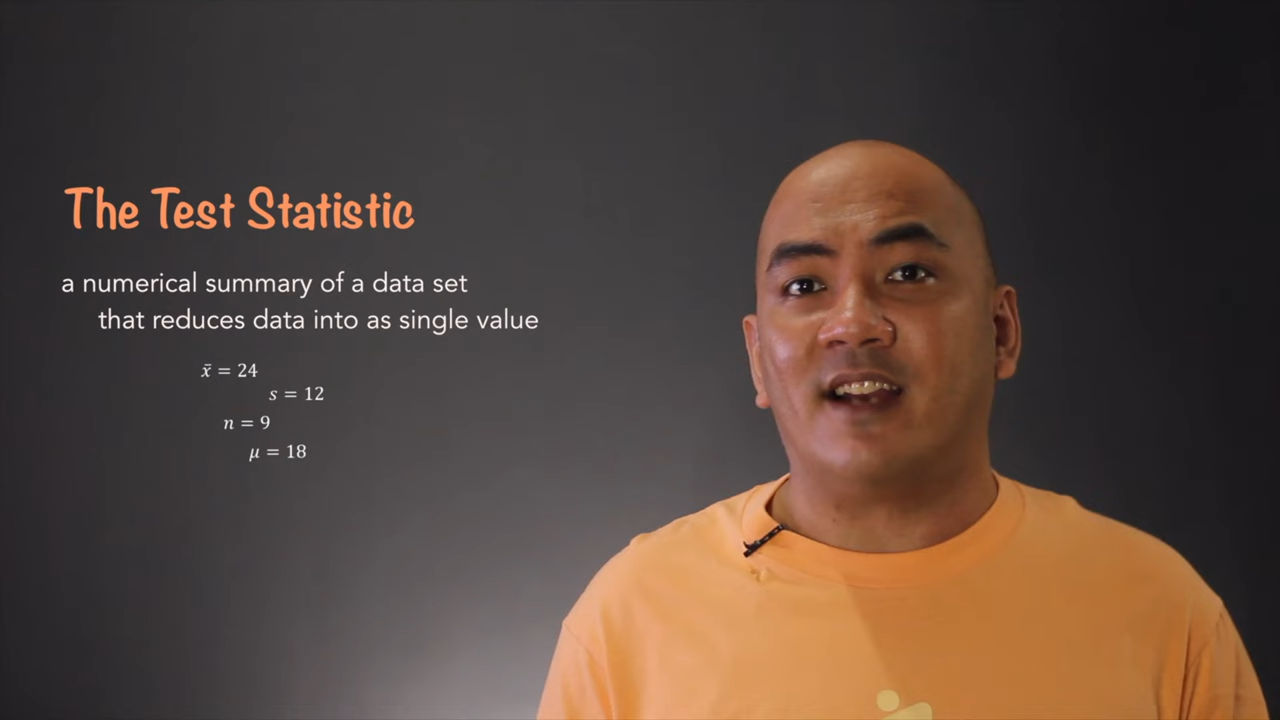 The Test Statistic
a numerical summary of a data set
that reduces data into as single value
x̄ = 24
s = 12
n = 9
μ = 18